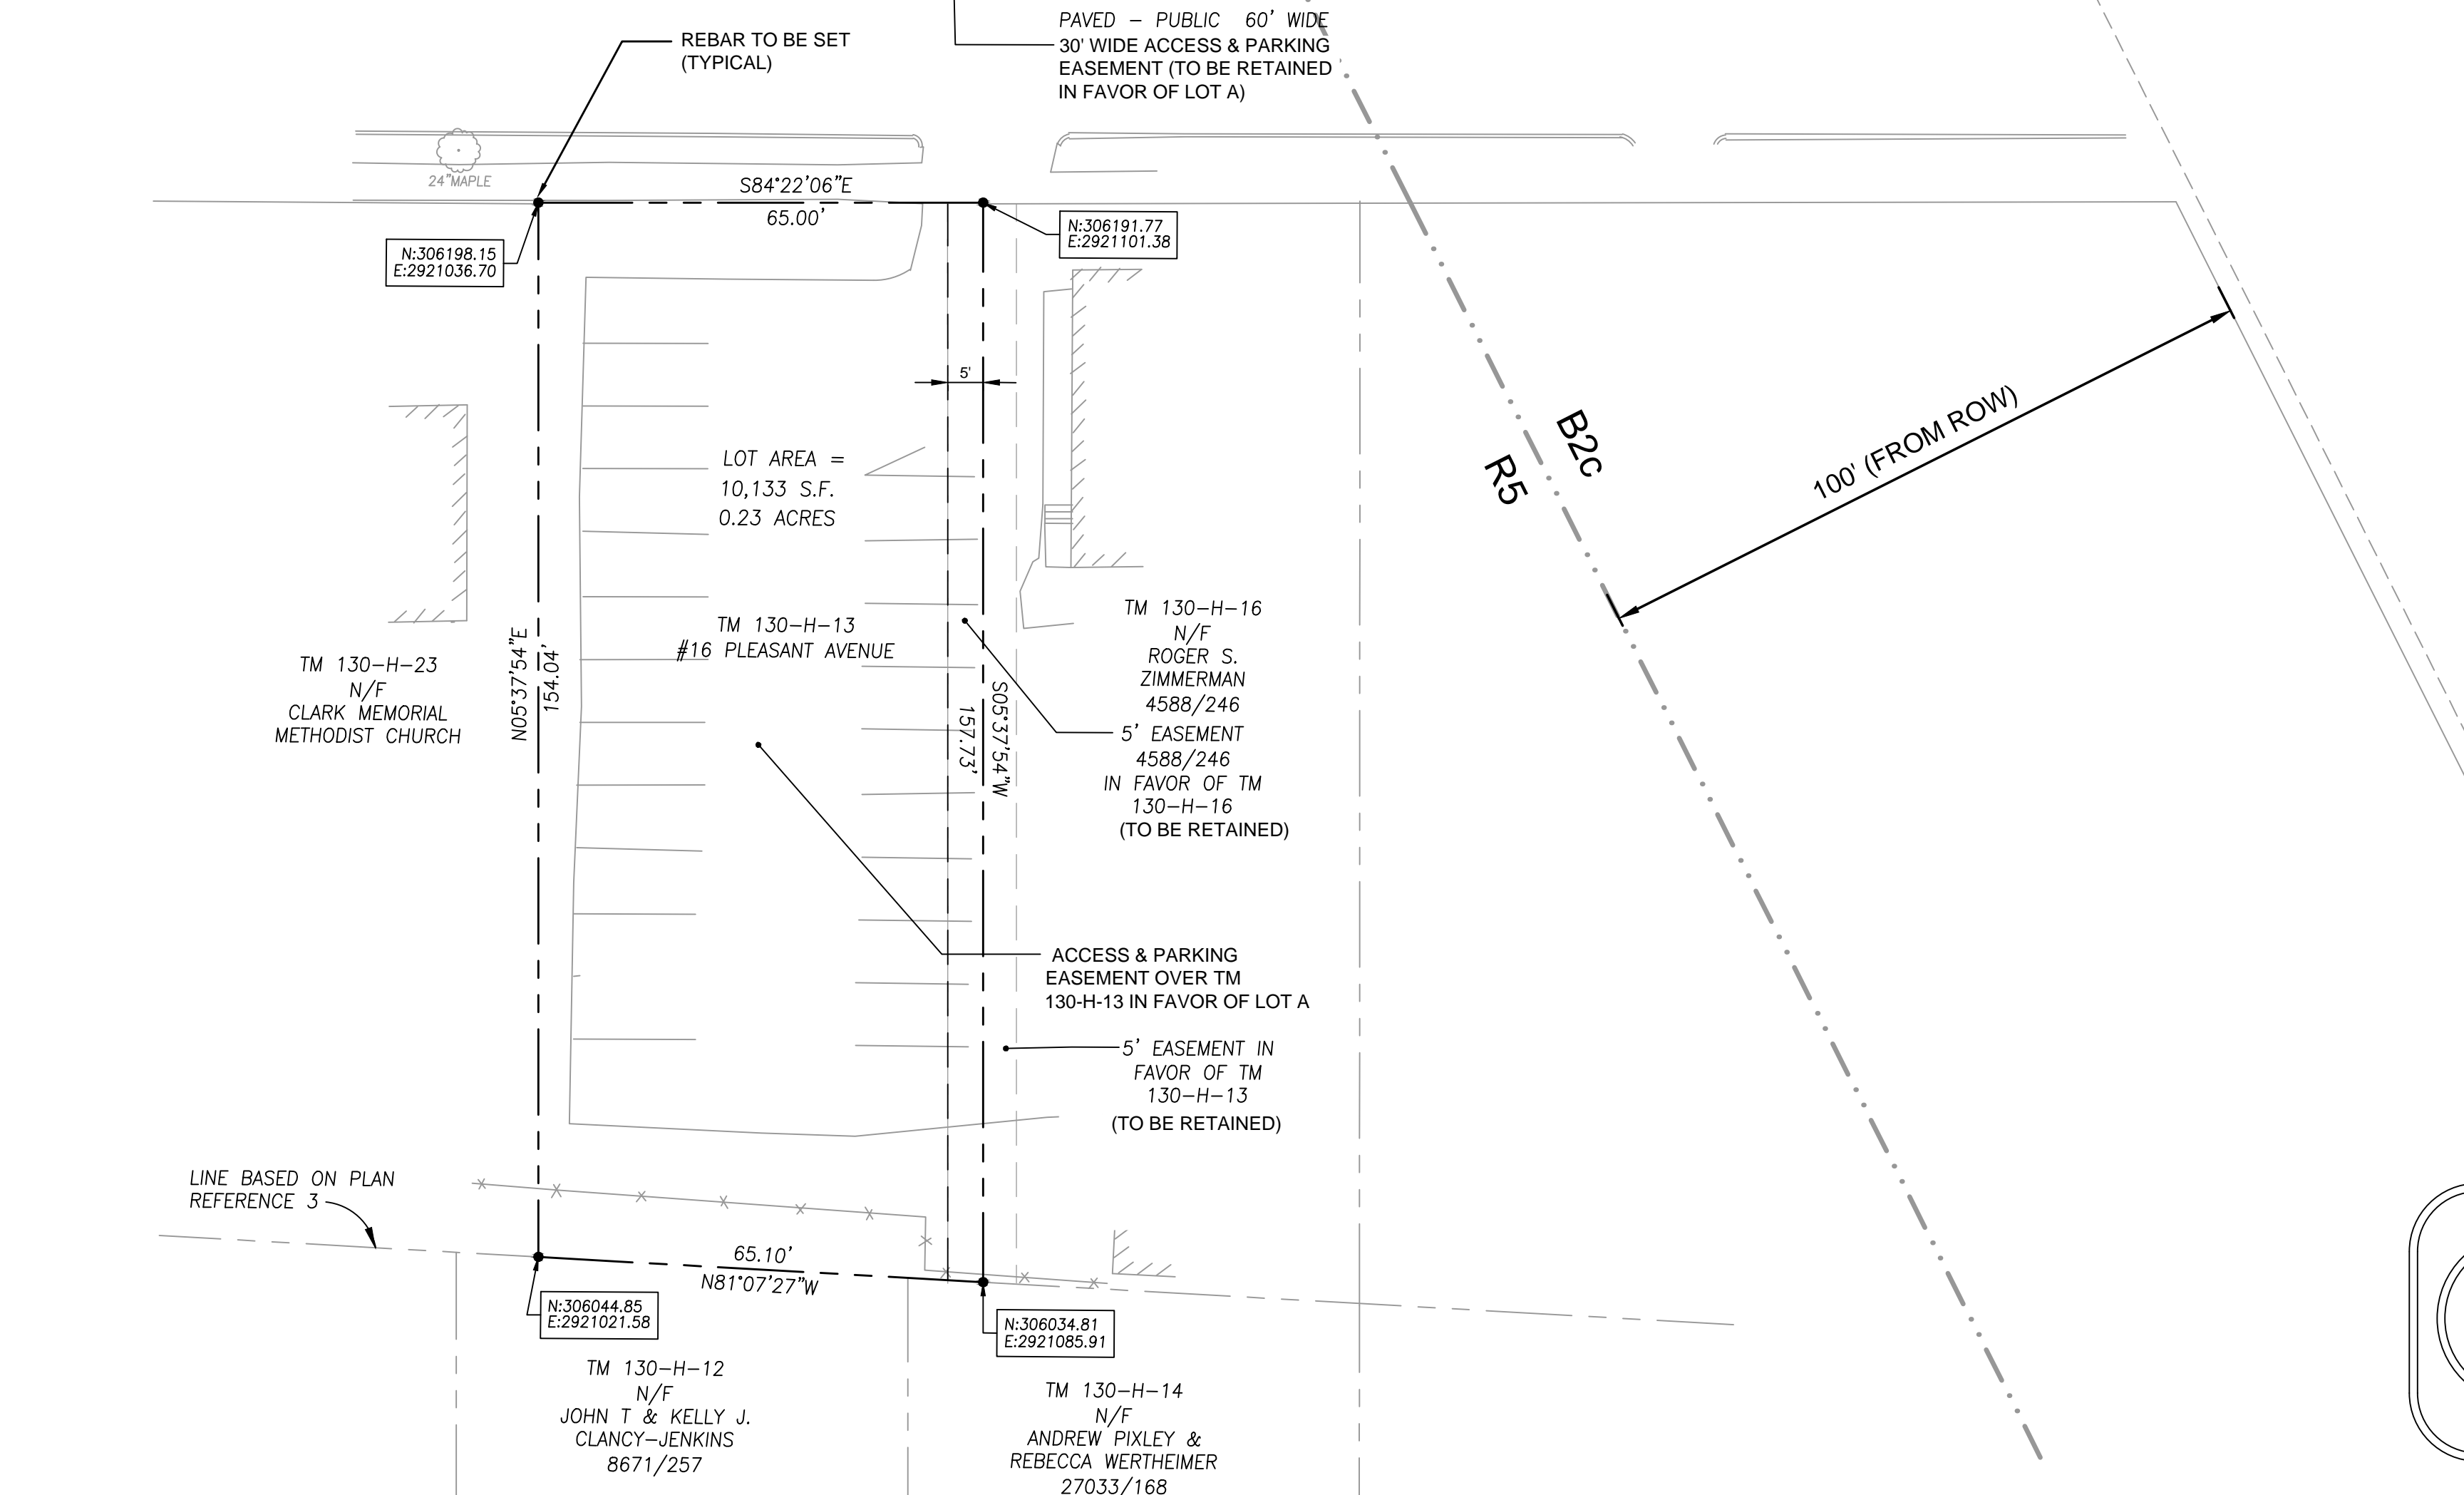 PAVED – PUBLIC 60' WIDE
30' WIDE ACCESS & PARKING
EASEMENT (TO BE RETAINED
IN FAVOR OF LOT A)
REBAR TO BE SET
(TYPICAL)
24"MAPLE
S84°22'06"E
65.00'
N:306198.15
E:2921036.70
N:306191.77
E:2921101.38
5'
LOT AREA =
10,133 S.F.
0.23 ACRES
B2c
R5
100' (FROM ROW)
TM 130-H-13
#16 PLEASANT AVENUE
TM 130-H-23
N/F
CLARK MEMORIAL
METHODIST CHURCH
N05°37'54"E
154.04'
S05°37'54"W
157.73'
TM 130-H-16
N/F
ROGER S.
ZIMMERMAN
4588/246
5' EASEMENT
4588/246
IN FAVOR OF TM
130-H-16
(TO BE RETAINED)
ACCESS & PARKING
EASEMENT OVER TM
130-H-13 IN FAVOR OF LOT A
5' EASEMENT IN
FAVOR OF TM
130-H-13
(TO BE RETAINED)
LINE BASED ON PLAN
REFERENCE 3
65.10'
N81°07'27"W
N:306044.85
E:2921021.58
N:306034.81
E:2921085.91
TM 130-H-12
N/F
JOHN T & KELLY J.
CLANCY-JENKINS
8671/257
TM 130-H-14
N/F
ANDREW PIXLEY &
REBECCA WERTHEIMER
27033/168